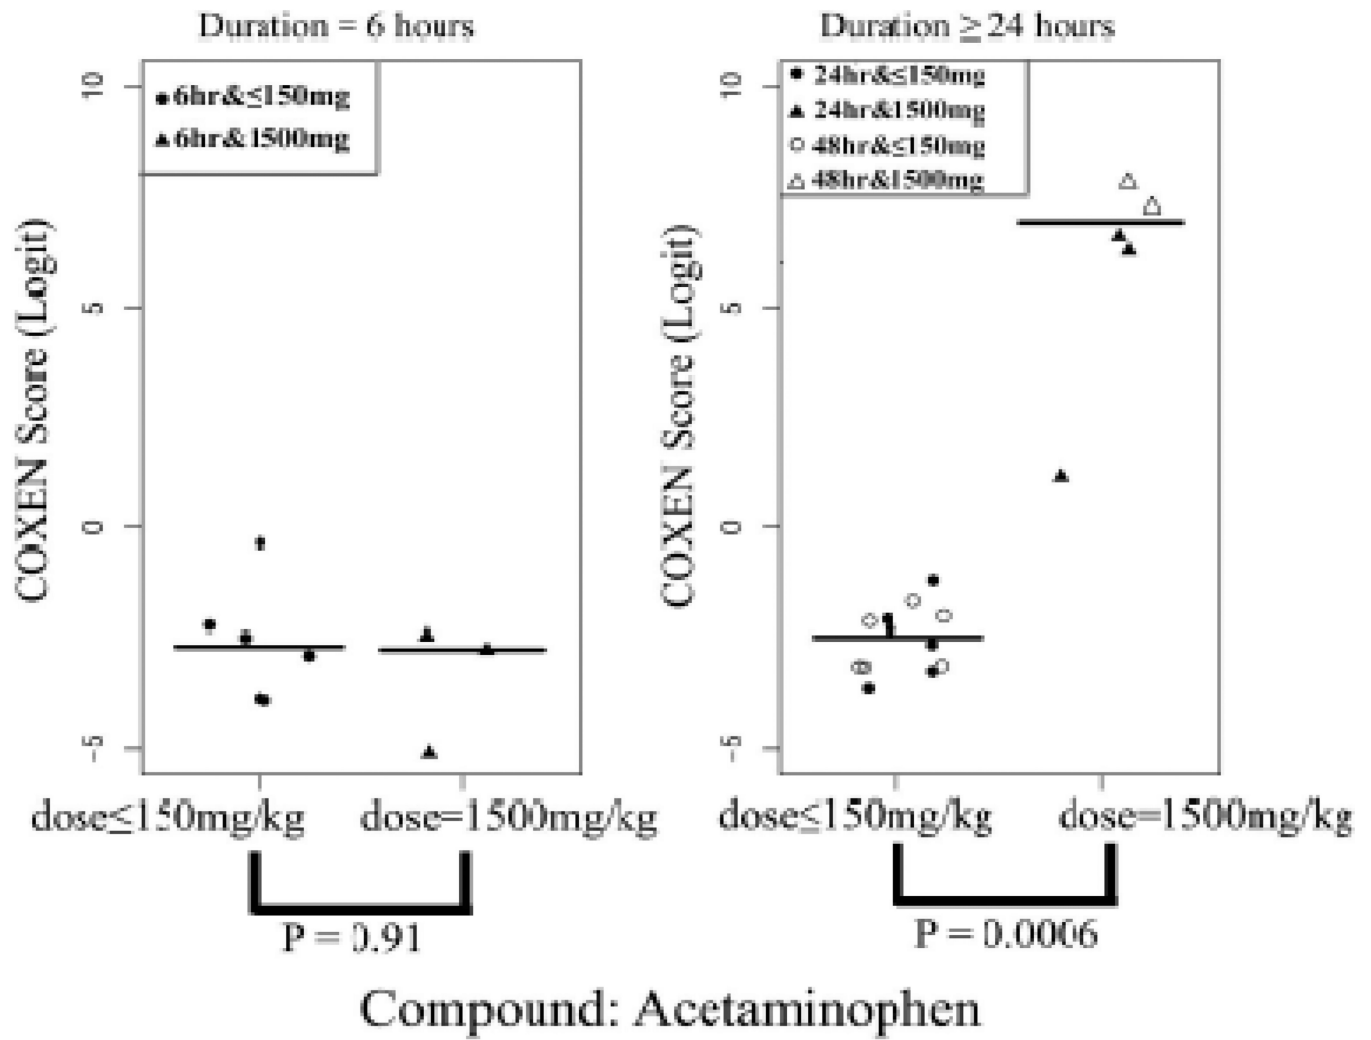 Duration = 6 hours
10
5
0
-5
COXEN Score (Logit)
●6hr&≤150mg
▲6hr&1500mg
dose≤150mg/kg dose=1500mg/kg
P = 0.91
Duration ≥ 24 hours
10
5
0
-5
COXEN Score (Logit)
● 24hr&≤150mg
▲ 24hr&1500mg
○ 48hr&≤150mg
△ 48hr&1500mg
dose≤150mg/kg dose=1500mg/kg
P = 0.0006
Compound: Acetaminophen